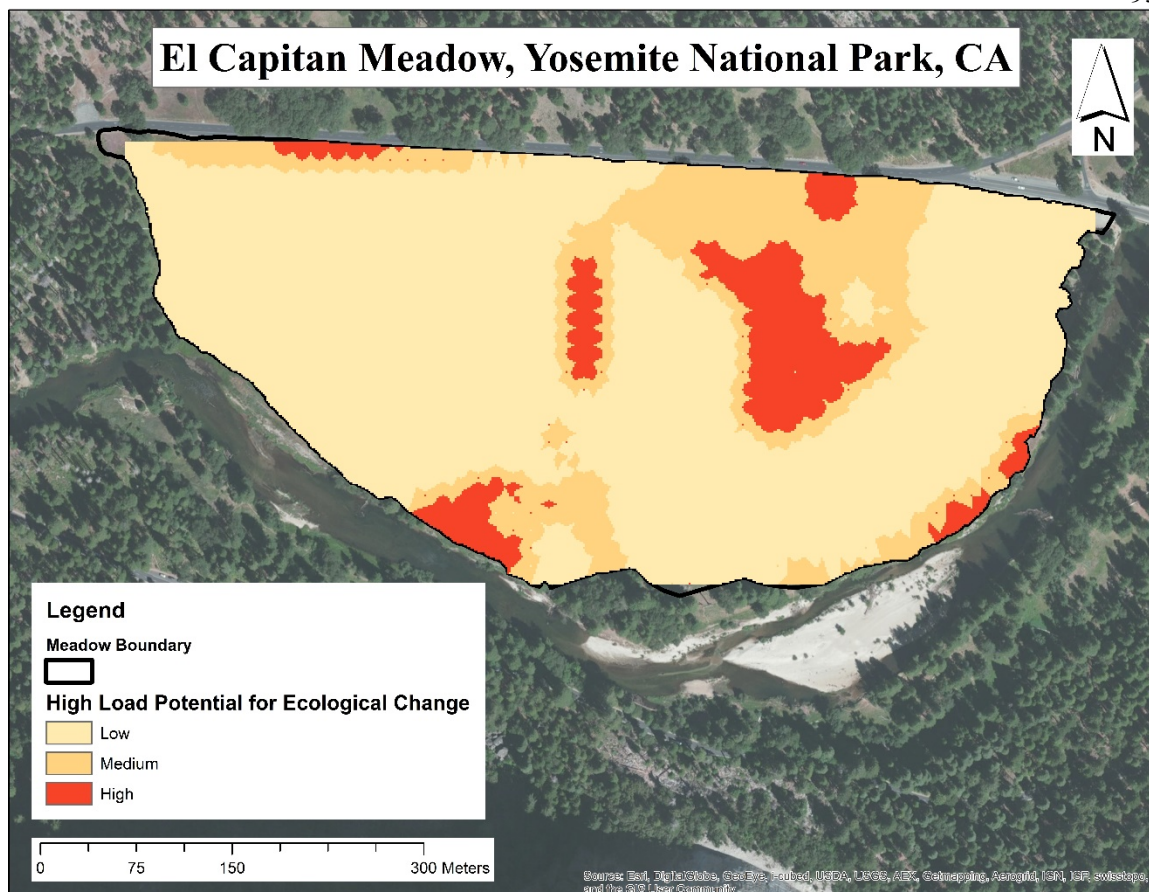 El Capitan Meadow, Yosemite National Park, CA
N
Legend
Meadow Boundary
High Load Potential for Ecological Change
Low
Medium
High
0 75 150 300 Meters
Source: Esri, DigitalGlobe, GeoEye, i-cubed, USDA, USGS, AEX, Getmapping, Aerogrid, IGN, IGP, swisstopo,
and the GIS User Community